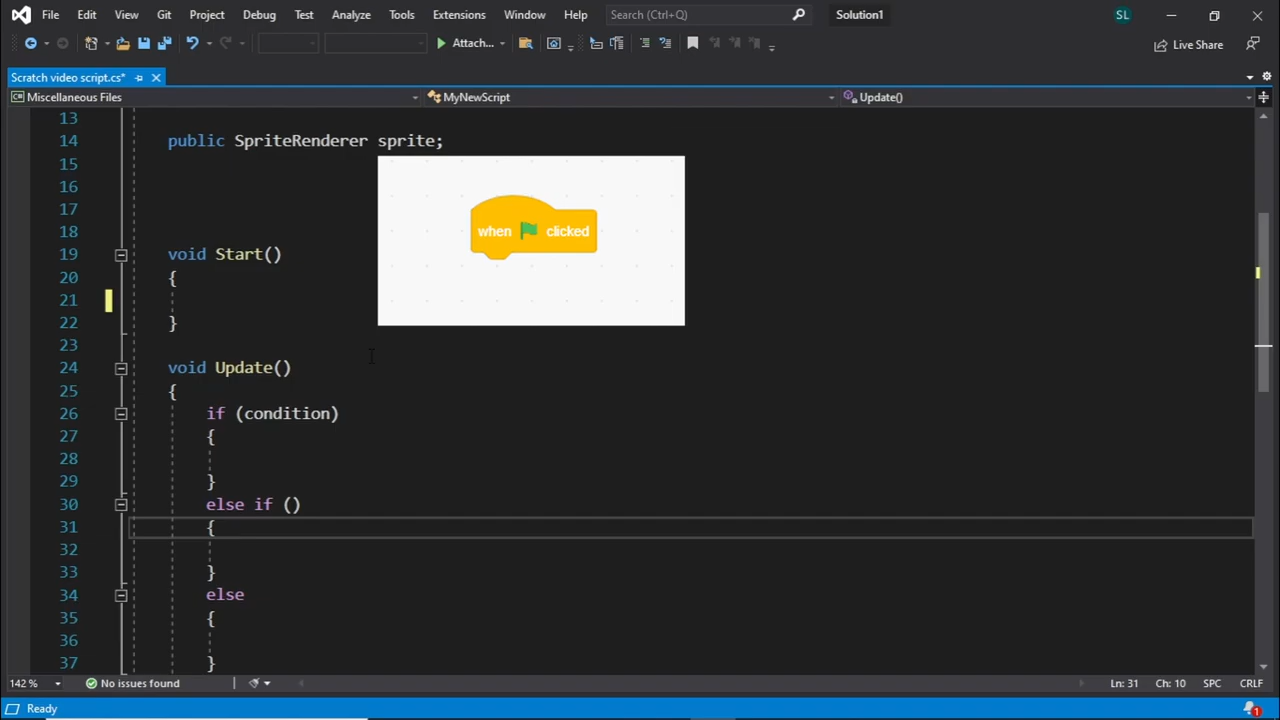 File Edit View Git Project Debug Test Analyze Tools Extensions Window Help Search (Ctrl+Q) Solution1 SL
Attach... Live Share
Scratch video script.cs*
Miscellaneous Files MyNewScript Update()
13
14 public SpriteRenderer sprite;
15
16
17
18
19 void Start()
20 {
21
22 }
23
24 void Update()
25 {
26 if (condition)
27 {
28
29 }
30 else if ()
31 {
32
33 }
34 else
35 {
36
37 }
when clicked
142 % No issues found Ln: 31 Ch: 10 SPC CRLF
Ready 1